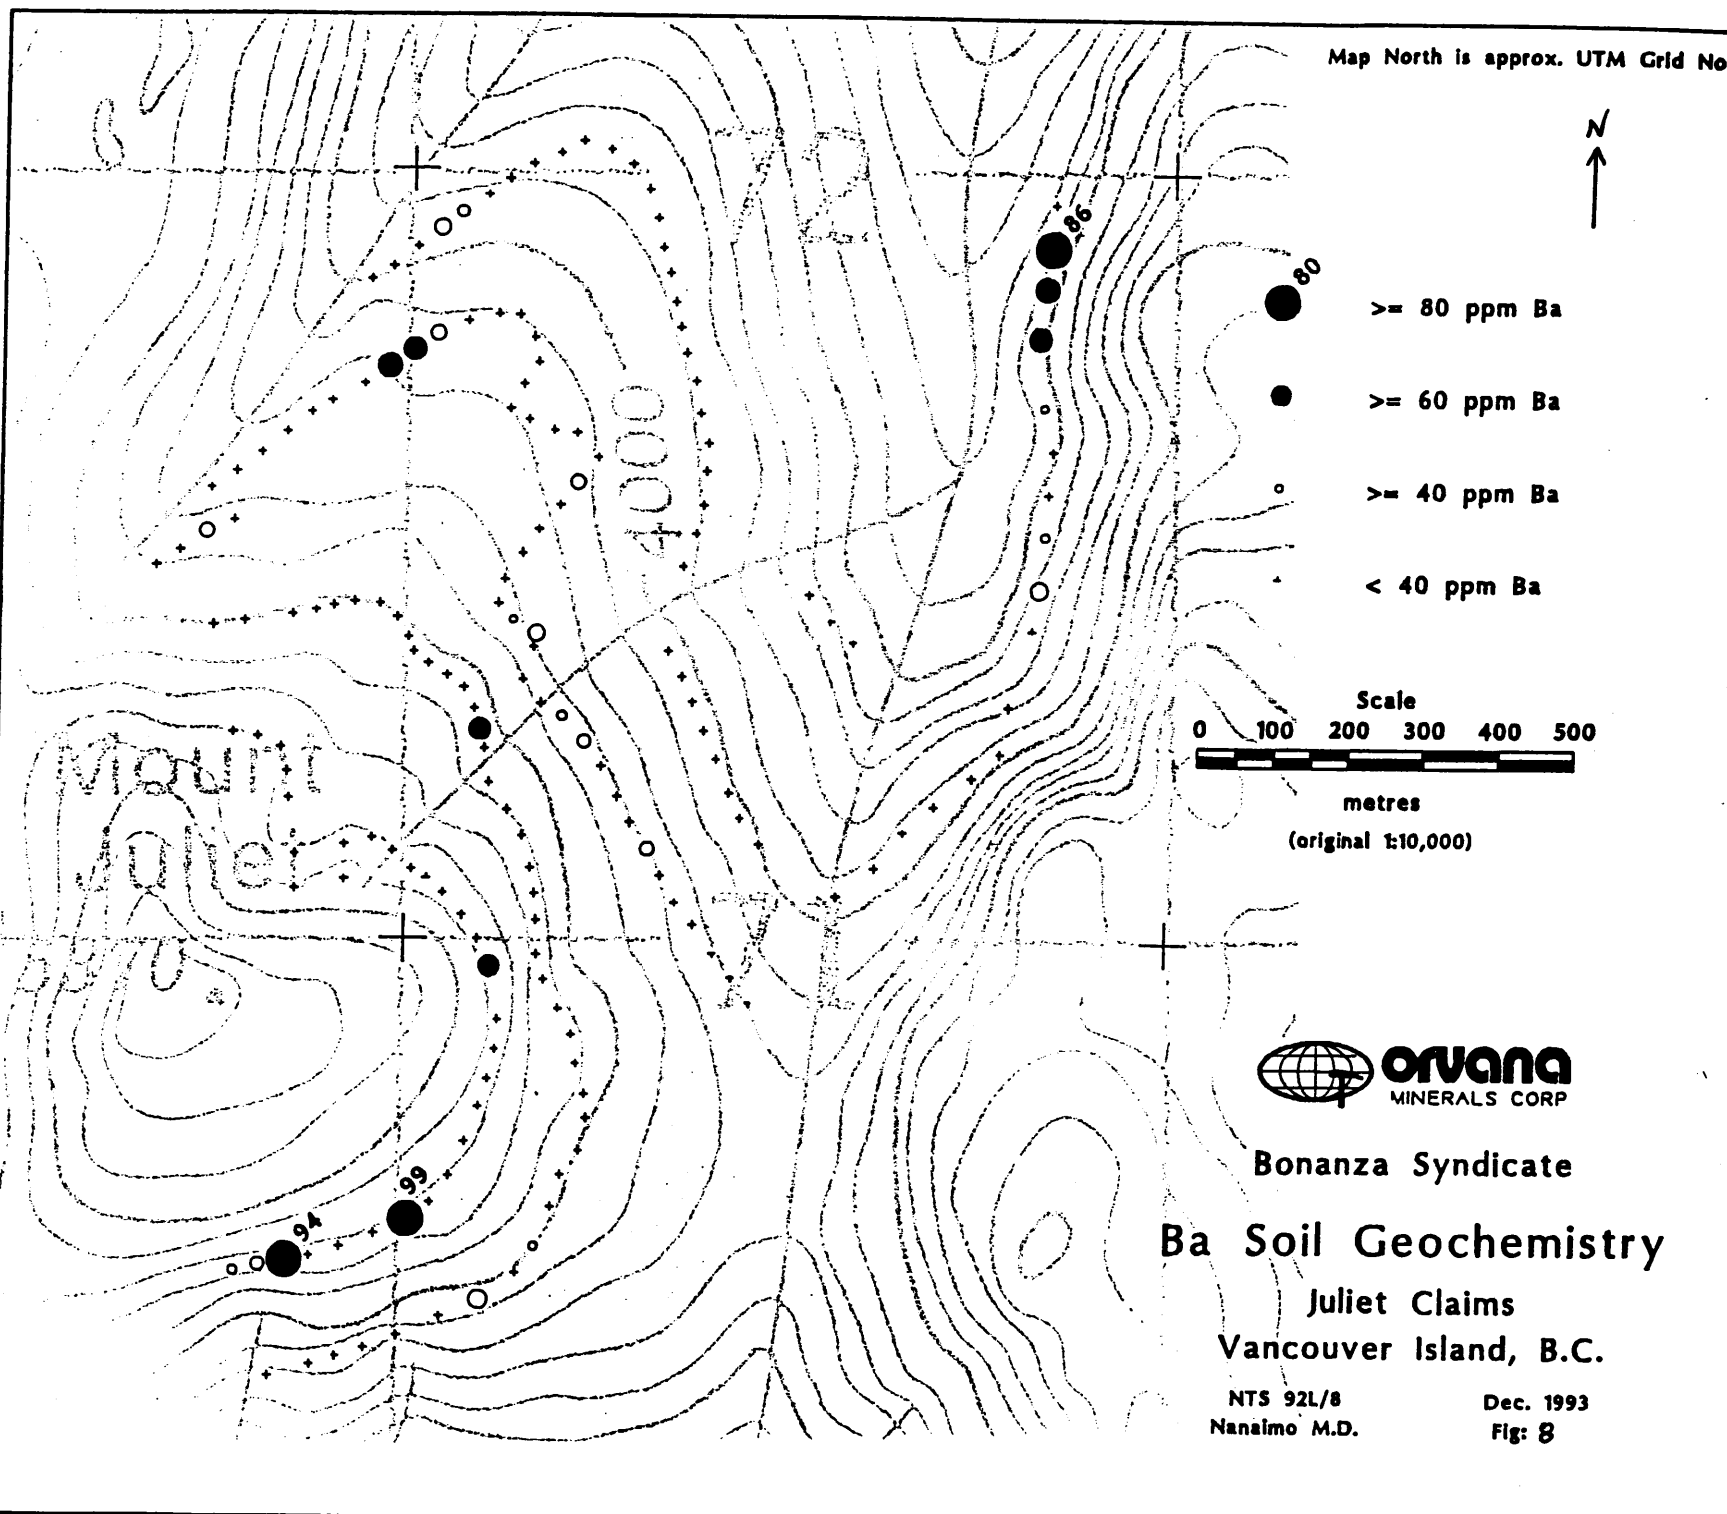 Map North is approx. UTM Grid No
N
72
86
80
>= 80 ppm Ba
>= 60 ppm Ba
4000
>= 40 ppm Ba
< 40 ppm Ba
Scale
0 100 200 300 400 500
metres
(original 1:10,000)
Mount
Juliet
71
orvana
MINERALS CORP
Bonanza Syndicate
99
94
Ba Soil Geochemistry
Juliet Claims
Vancouver Island, B.C.
NTS 92L/8 Dec. 1993
Nanaimo M.D. Fig: 8